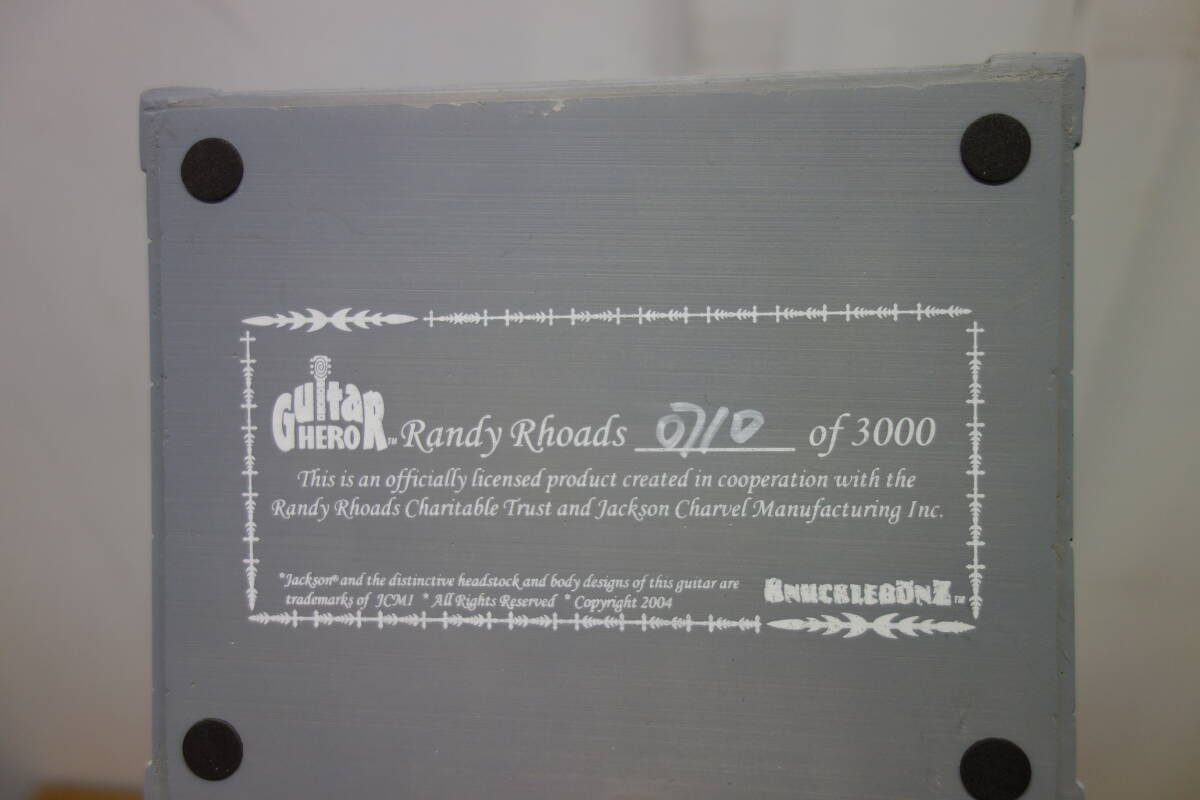 Guitar
HERO™ Randy Rhoads 0710 of 3000
This is an officially licensed product created in cooperation with the
Randy Rhoads Charitable Trust and Jackson Charvel Manufacturing Inc.
*Jackson® and the distinctive headstock and body designs of this guitar are
trademarks of JCMI * All Rights Reserved * Copyright 2004
KNUCKLEBONZ™